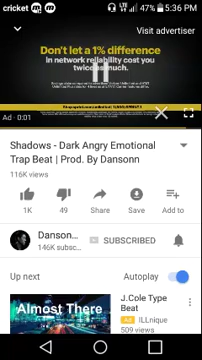 cricket 47% 5:36 PM
Visit advertiser
Don't let a 1% difference
in network reliability cost you
twice as much.
Ad · 0:01
Shadows - Dark Angry Emotional
Trap Beat | Prod. By Dansonn
116K views
1K 49 Share Save Add to
Danson...
146K subsc...
SUBSCRIBED
Up next Autoplay
Almost There
J.Cole Type
Beat
Ad ILLnique
509 views